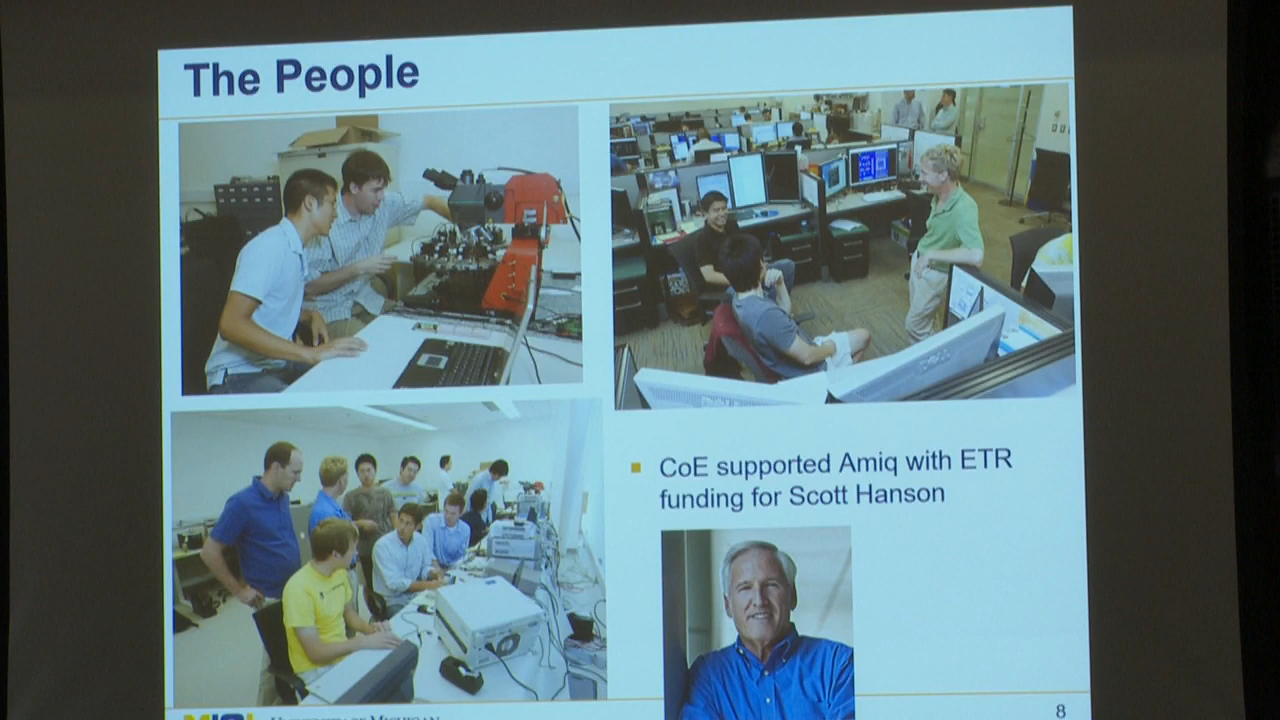 The People
CoE supported Amiq with ETR
funding for Scott Hanson
UNIVERSITY OF MICHIGAN
8